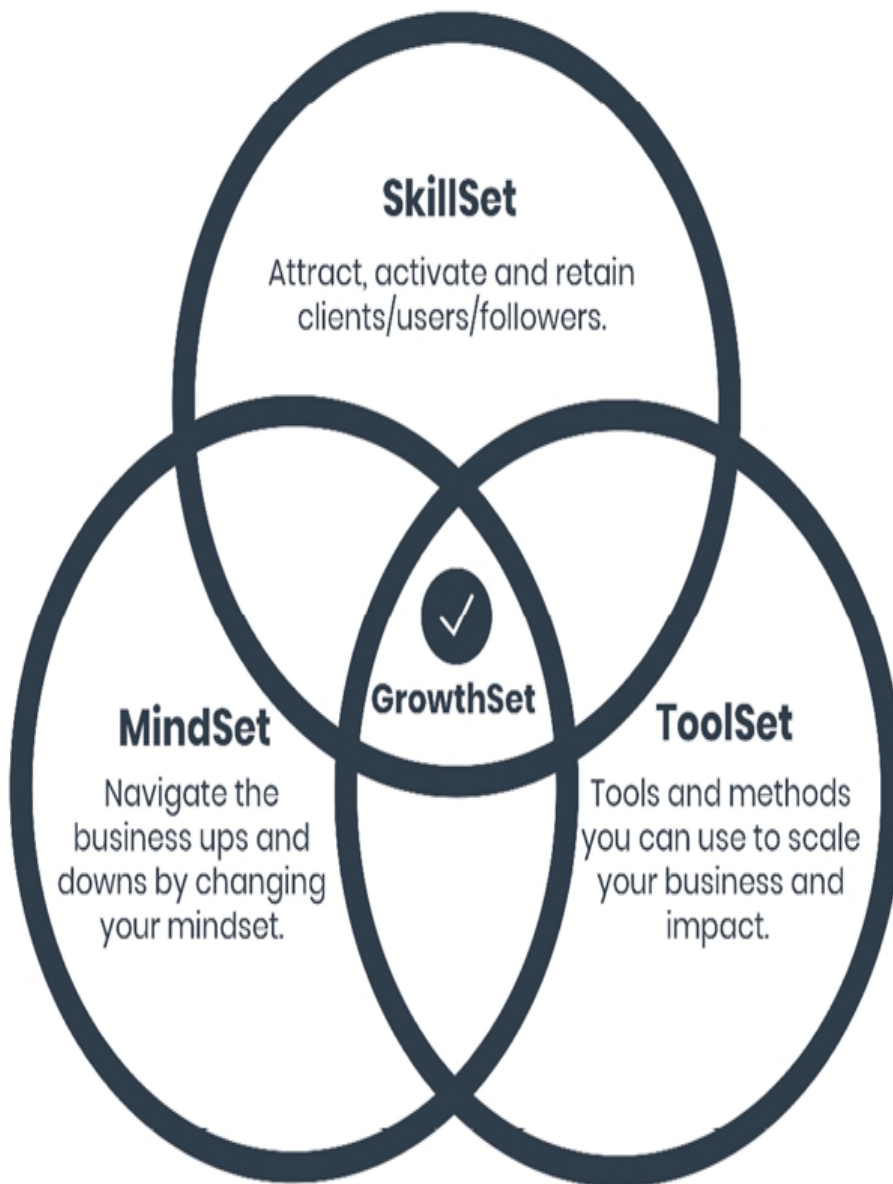 SkillSet
Attract, activate and retain
clients/users/followers.
GrowthSet
MindSet
Navigate the
business ups and
downs by changing
your mindset.
ToolSet
Tools and methods
you can use to scale
your business and
impact.